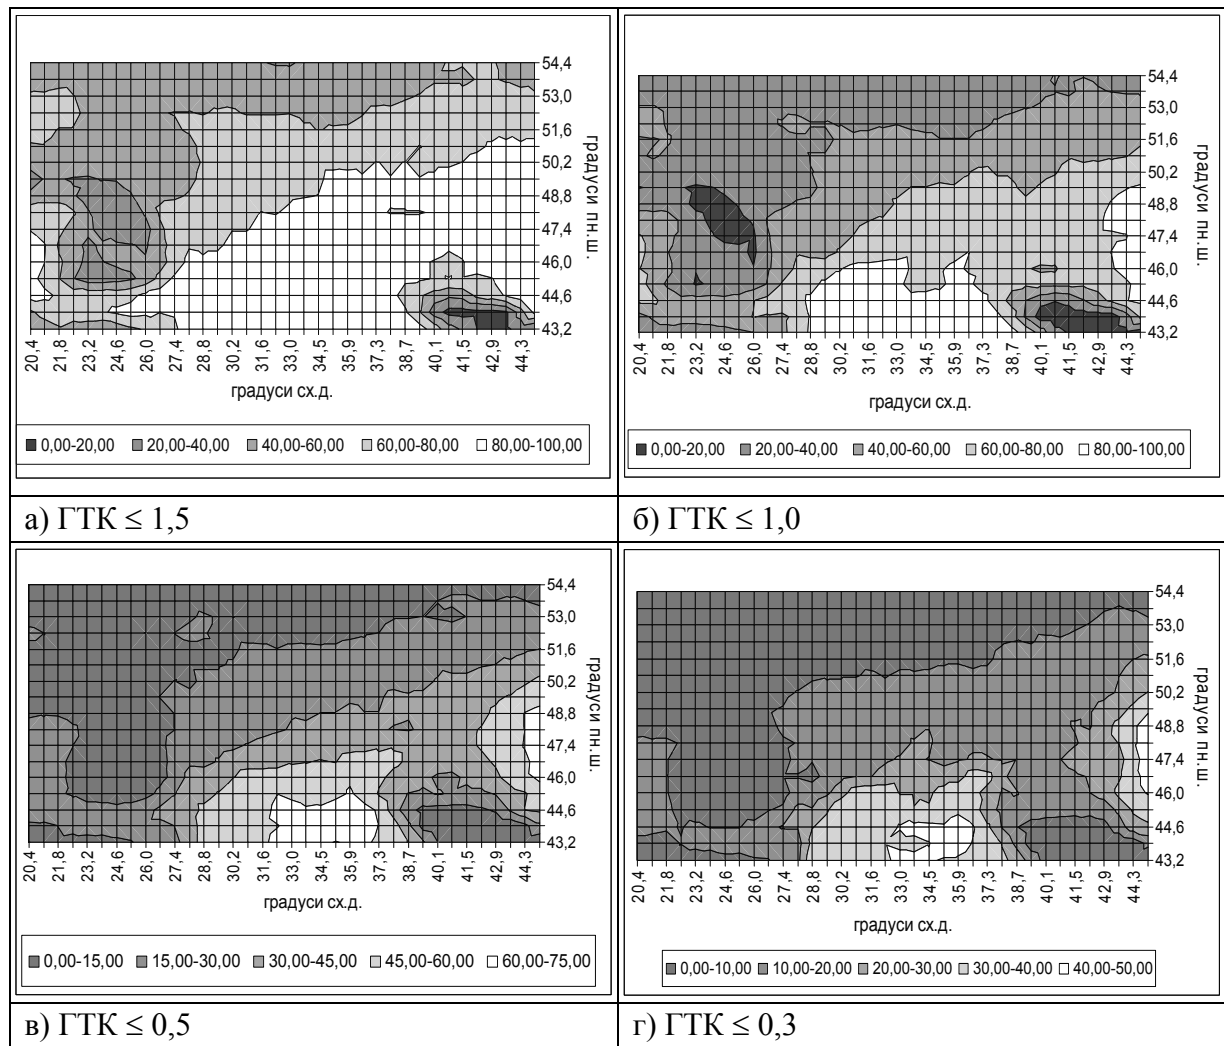 54,4
53,0
51,6
50,2
48,8
47,4
46,0
44,6
43,2
градуси пн.ш.
20,4 21,8 23,2 24,6 26,0 27,4 28,8 30,2 31,6 33,0 34,5 35,9 37,3 38,7 40,1 41,5 42,9 44,3
градуси сх.д.
0,00-20,00 20,00-40,00 40,00-60,00 60,00-80,00 80,00-100,00
а) ГТК ≤ 1,5
54,4
53,0
51,6
50,2
48,8
47,4
46,0
44,6
43,2
градуси пн.ш.
20,4 21,8 23,2 24,6 26,0 27,4 28,8 30,2 31,6 33,0 34,5 35,9 37,3 38,7 40,1 41,5 42,9 44,3
градуси сх.д.
0,00-20,00 20,00-40,00 40,00-60,00 60,00-80,00 80,00-100,00
б) ГТК ≤ 1,0
54,4
53,0
51,6
50,2
48,8
47,4
46,0
44,6
43,2
градуси пн.ш.
20,4 21,8 23,2 24,6 26,0 27,4 28,8 30,2 31,6 33,0 34,5 35,9 37,3 38,7 40,1 41,5 42,9 44,3
градуси сх.д.
0,00-15,00 15,00-30,00 30,00-45,00 45,00-60,00 60,00-75,00
в) ГТК ≤ 0,5
54,4
53,0
51,6
50,2
48,8
47,4
46,0
44,6
43,2
градуси пн.ш.
20,4 21,8 23,2 24,6 26,0 27,4 28,8 30,2 31,6 33,0 34,5 35,9 37,3 38,7 40,1 41,5 42,9 44,3
градуси сх.д.
0,00-10,00 10,00-20,00 20,00-30,00 30,00-40,00 40,00-50,00
г) ГТК ≤ 0,3